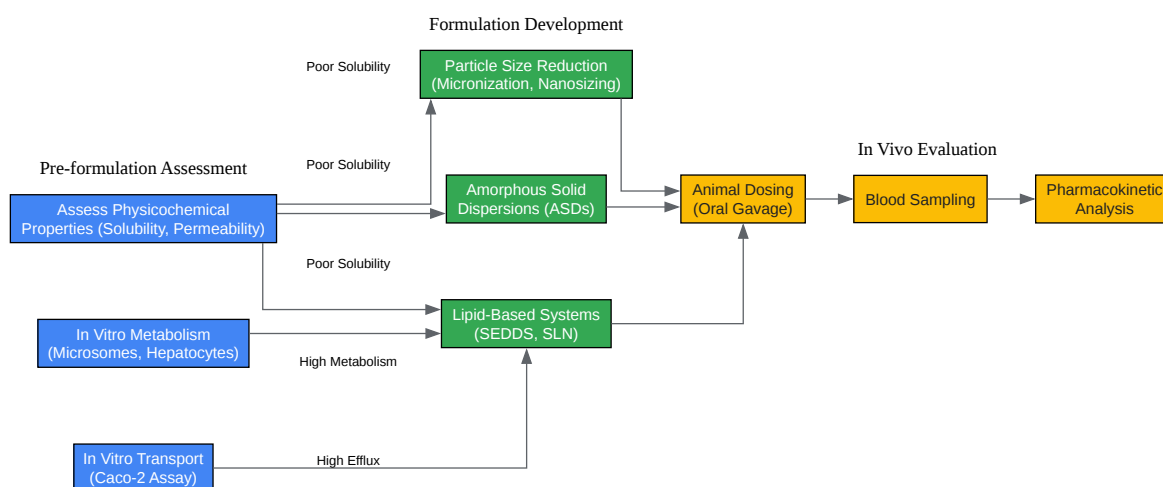 Formulation Development
Poor Solubility
Particle Size Reduction
(Micronization, Nanosizing)
Pre-formulation Assessment
Poor Solubility
In Vivo Evaluation
Assess Physicochemical
Properties (Solubility, Permeability)
Amorphous Solid
Dispersions (ASDs)
Animal Dosing
(Oral Gavage)
Blood Sampling
Pharmacokinetic
Analysis
Poor Solubility
In Vitro Metabolism
(Microsomes, Hepatocytes)
Lipid-Based Systems
(SEDDS, SLN)
High Metabolism
In Vitro Transport
(Caco-2 Assay)
High Efflux